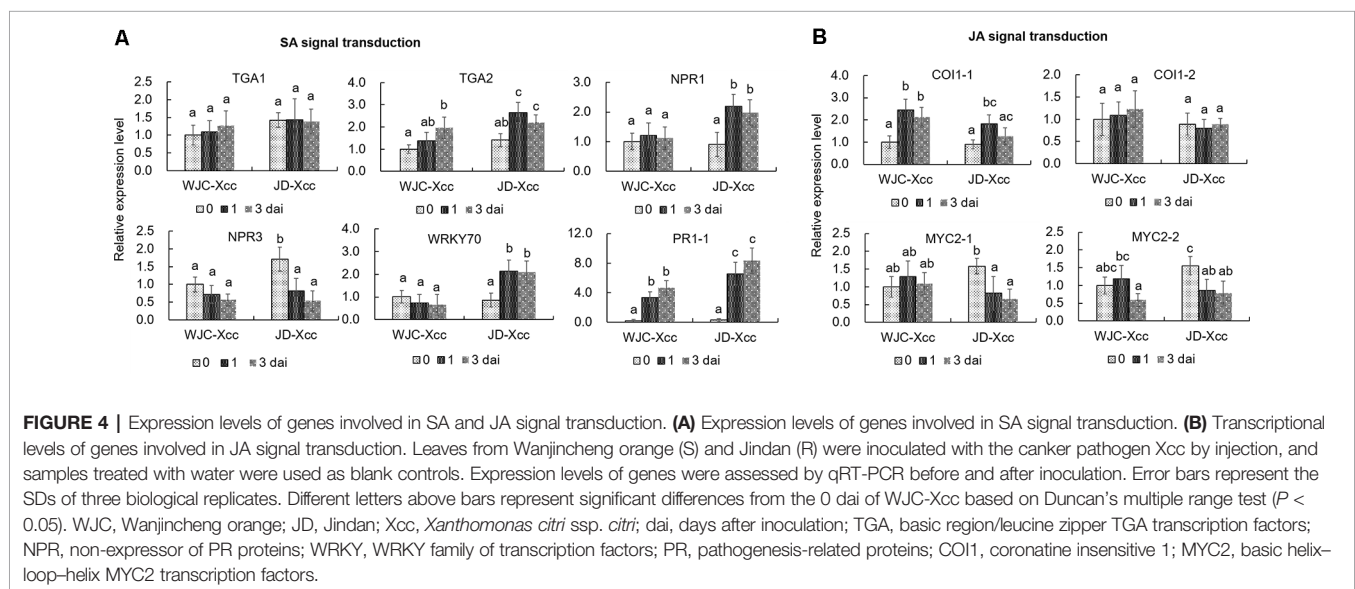 A
SA signal transduction
Relative expression level
TGA1
2.5
2.0
1.5
1.0
0.5
0.0
a a a a a a
WJC-Xcc JD-Xcc
0 1 3 dai
TGA2
4.0
3.0
2.0
1.0
0.0
a ab b ab c c
WJC-Xcc JD-Xcc
0 1 3 dai
NPR1
3.0
2.0
1.0
0.0
a a a a b b
WJC-Xcc JD-Xcc
0 1 3 dai
NPR3
2.5
2.0
1.5
1.0
0.5
0.0
a a a b a a
WJC-Xcc JD-Xcc
0 1 3 dai
WRKY70
4.0
3.0
2.0
1.0
0.0
a a a a b b
WJC-Xcc JD-Xcc
0 1 3 dai
PR1-1
12.0
8.0
4.0
0.0
a b b a c c
WJC-Xcc JD-Xcc
0 1 3 dai
B
JA signal transduction
Relative expression level
COI1-1
4.0
3.0
2.0
1.0
0.0
a b b a bc ac
WJC-Xcc JD-Xcc
0 1 3 dai
COI1-2
2.0
1.5
1.0
0.5
0.0
a a a a a a
WJC-Xcc JD-Xcc
0 1 3 dai
MYC2-1
2.5
2.0
1.5
1.0
0.5
0.0
ab ab ab b a a
WJC-Xcc JD-Xcc
0 1 3 dai
MYC2-2
2.5
2.0
1.5
1.0
0.5
0.0
abc bc a c ab ab
WJC-Xcc JD-Xcc
0 1 3 dai
FIGURE 4 | Expression levels of genes involved in SA and JA signal transduction. (A) Expression levels of genes involved in SA signal transduction. (B) Transcriptional
levels of genes involved in JA signal transduction. Leaves from Wanjincheng orange (S) and Jindan (R) were inoculated with the canker pathogen Xcc by injection, and
samples treated with water were used as blank controls. Expression levels of genes were assessed by qRT-PCR before and after inoculation. Error bars represent the
SDs of three biological replicates. Different letters above bars represent significant differences from the 0 dai of WJC-Xcc based on Duncan's multiple range test (P <
0.05). WJC, Wanjincheng orange; JD, Jindan; Xcc, Xanthomonas citri ssp. citri; dai, days after inoculation; TGA, basic region/leucine zipper TGA transcription factors;
NPR, non-expressor of PR proteins; WRKY, WRKY family of transcription factors; PR, pathogenesis-related proteins; COI1, coronatine insensitive 1; MYC2, basic helix–
loop–helix MYC2 transcription factors.